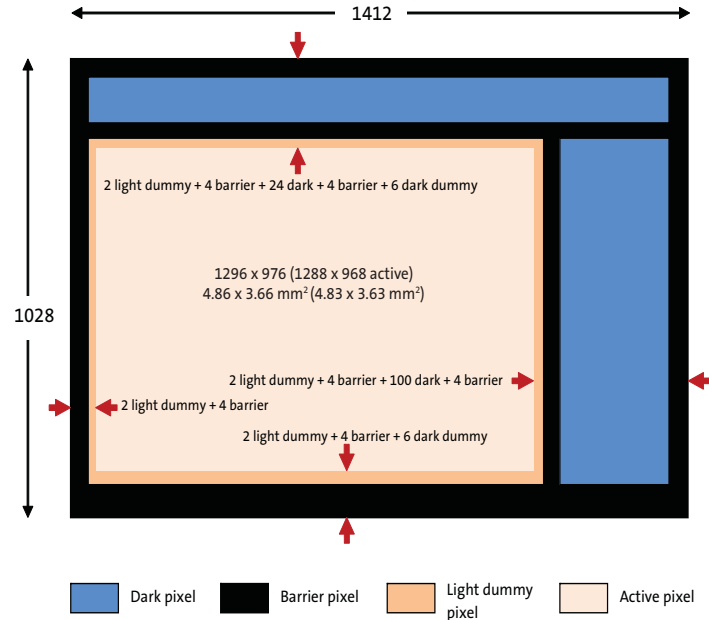 1412
2 light dummy + 4 barrier + 24 dark + 4 barrier + 6 dark dummy
1296 x 976 (1288 x 968 active)
4.86 x 3.66 mm² (4.83 x 3.63 mm²)
1028
2 light dummy + 4 barrier + 100 dark + 4 barrier
2 light dummy + 4 barrier
2 light dummy + 4 barrier + 6 dark dummy
Dark pixel
Barrier pixel
Light dummy
pixel
Active pixel